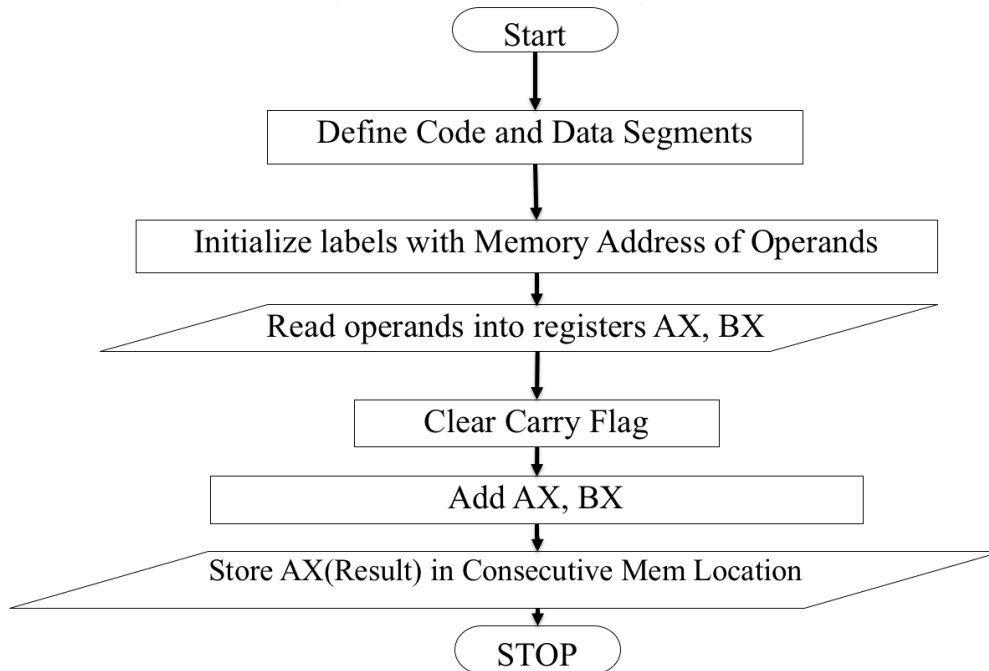 Start
Define Code and Data Segments
Initialize labels with Memory Address of Operands
Read operands into registers AX, BX
Clear Carry Flag
Add AX, BX
Store AX(Result) in Consecutive Mem Location
STOP